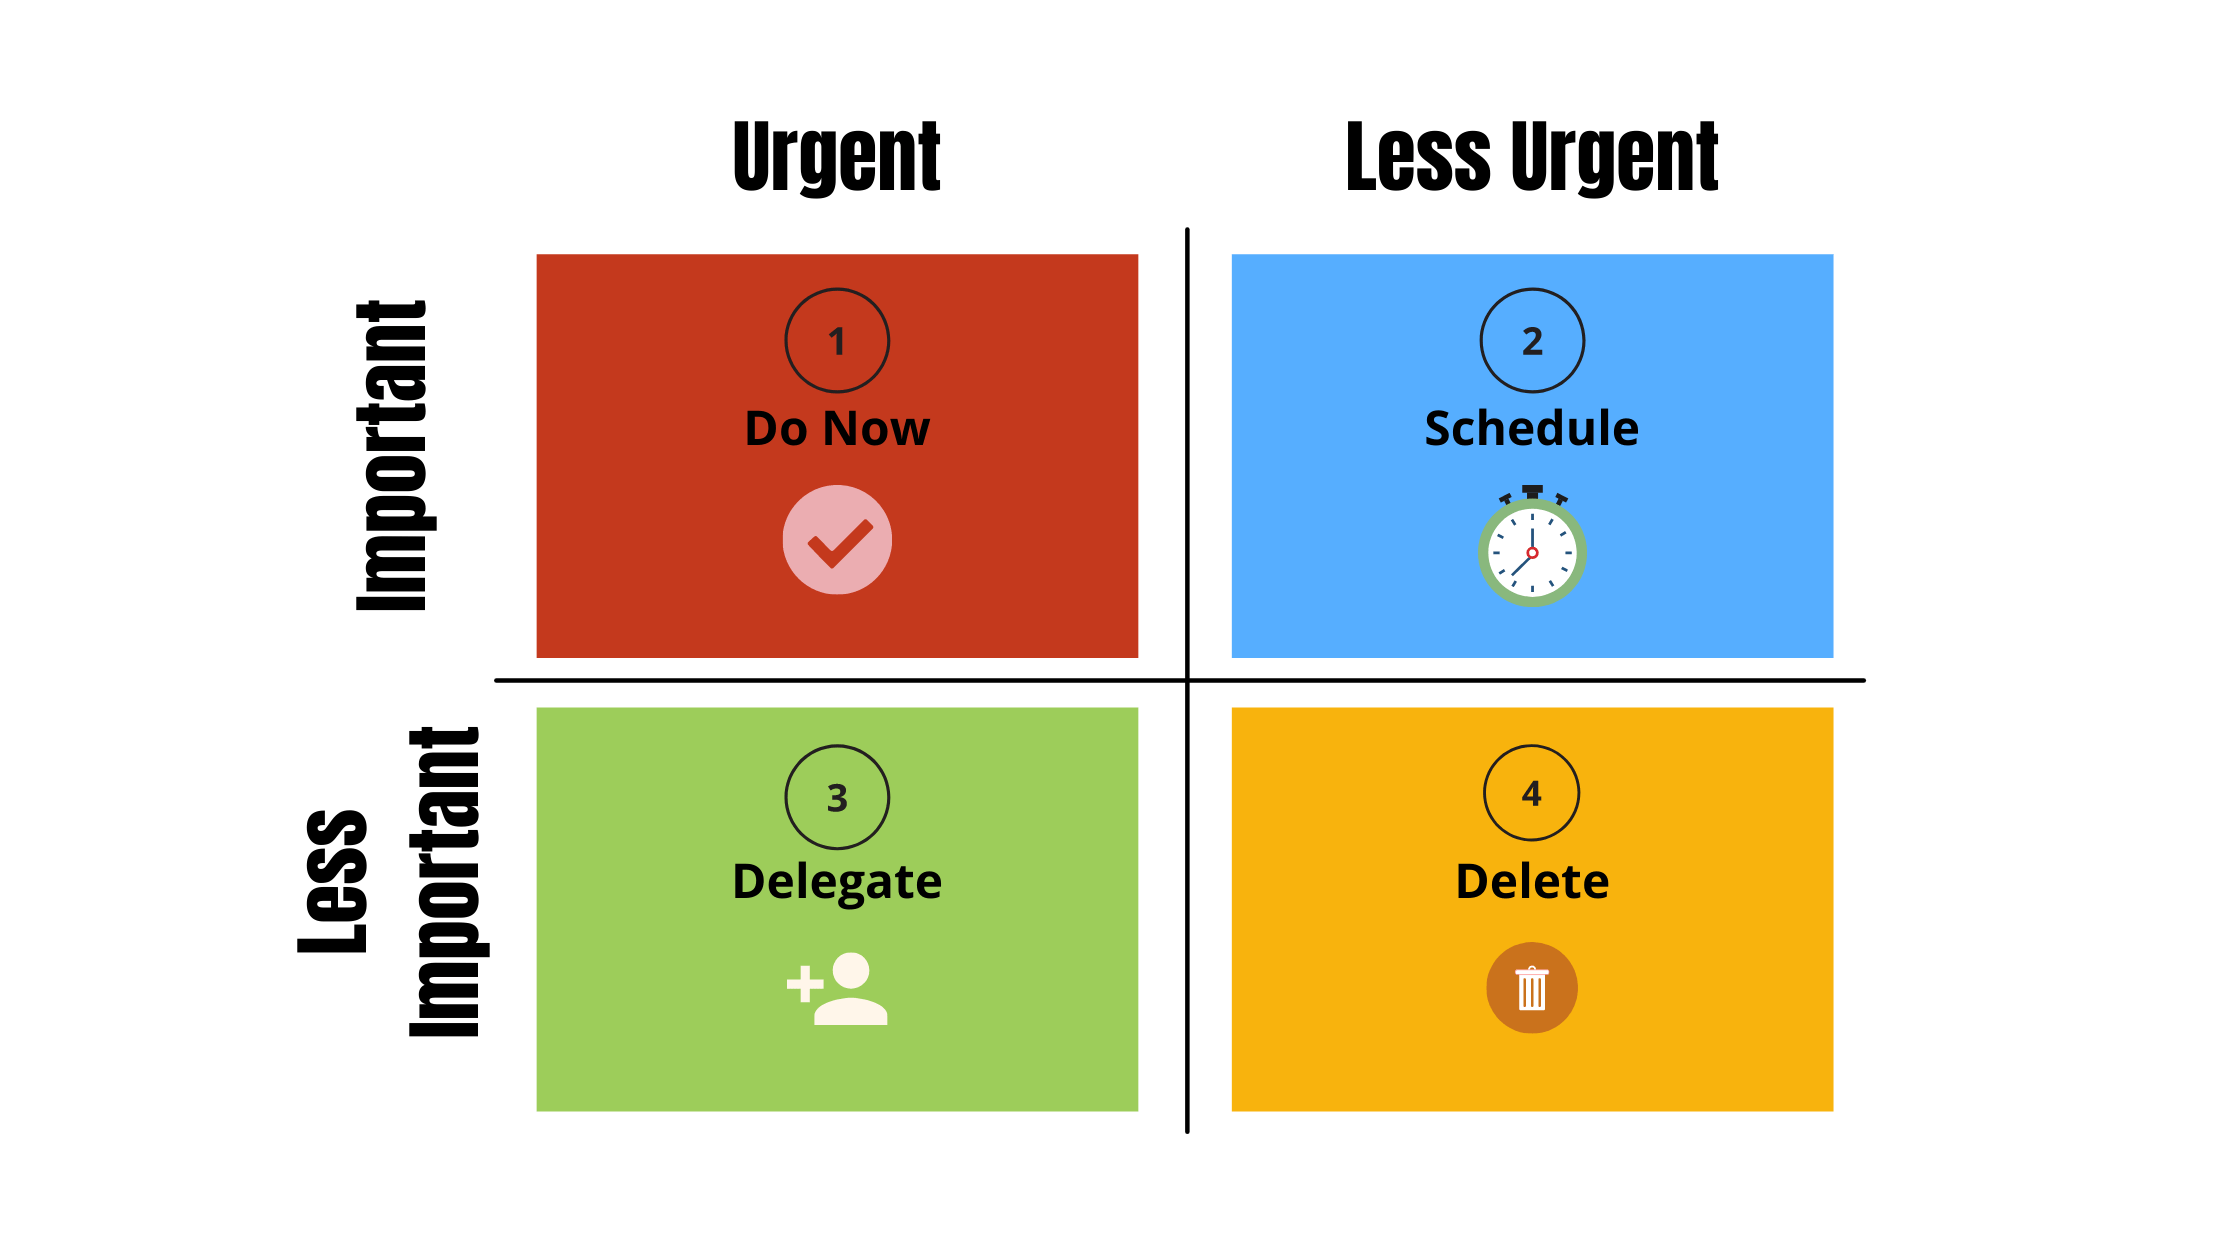 Urgent
Less Urgent
Important
1
Do Now
2
Schedule
Less
Important
3
Delegate
4
Delete